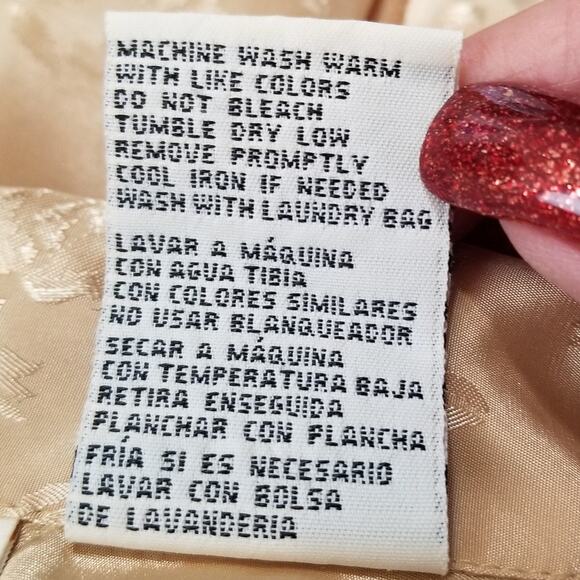 MACHINE WASH WARM
WITH LIKE COLORS
DO NOT BLEACH
TUMBLE DRY LOW
REMOVE PROMPTLY
COOL IRON IF NEEDED
WASH WITH LAUNDRY BAG
LAVAR A MÁQUINA
CON AGUA TIBIA
CON COLORES SIMILARES
NO USAR BLANQUEADOR
SECAR A MÁQUINA
CON TEMPERATURA BAJA
RETIRA ENSEGUIDA
PLANCHAR CON PLANCHA
FRÍA SI ES NECESARIO
LAVAR CON BOLSA
DE LAVANDERIA